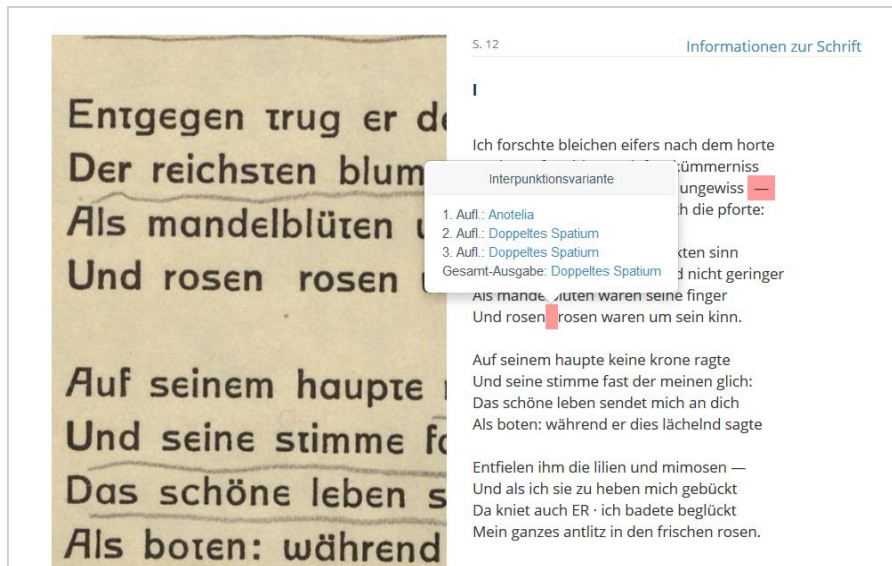 Entgegen trug er
Der reichsten
Als mandelblüten
Und rosen rosen
Auf seinem haupte
Und seine stimme
Das schöne leben
Als boten: während
S. 12
Informationen zur Schrift
I
Ich forschte bleichen eifers nach dem horte
kümmerniss
ungewiss —
die pforte:
sinn
nicht geringer
Als mandelblüten waren seine finger
Und rosen rosen waren um sein kinn.
Auf seinem haupte keine krone ragte
Und seine stimme fast der meinen glich:
Das schöne leben sendet mich an dich
Als boten: während er dies lächelnd sagte
Entfielen ihm die lilien und mimosen —
Und als ich sie zu heben mich gebückt
Da kniet auch ER · ich badete beglückt
Mein ganzes antlitz in den frischen rosen.
Interpunktionsvariante
1. Aufl.: Anotelia
2. Aufl.: Doppeltes Spatium
3. Aufl.: Doppeltes Spatium
Gesamt-Ausgabe: Doppeltes Spatium